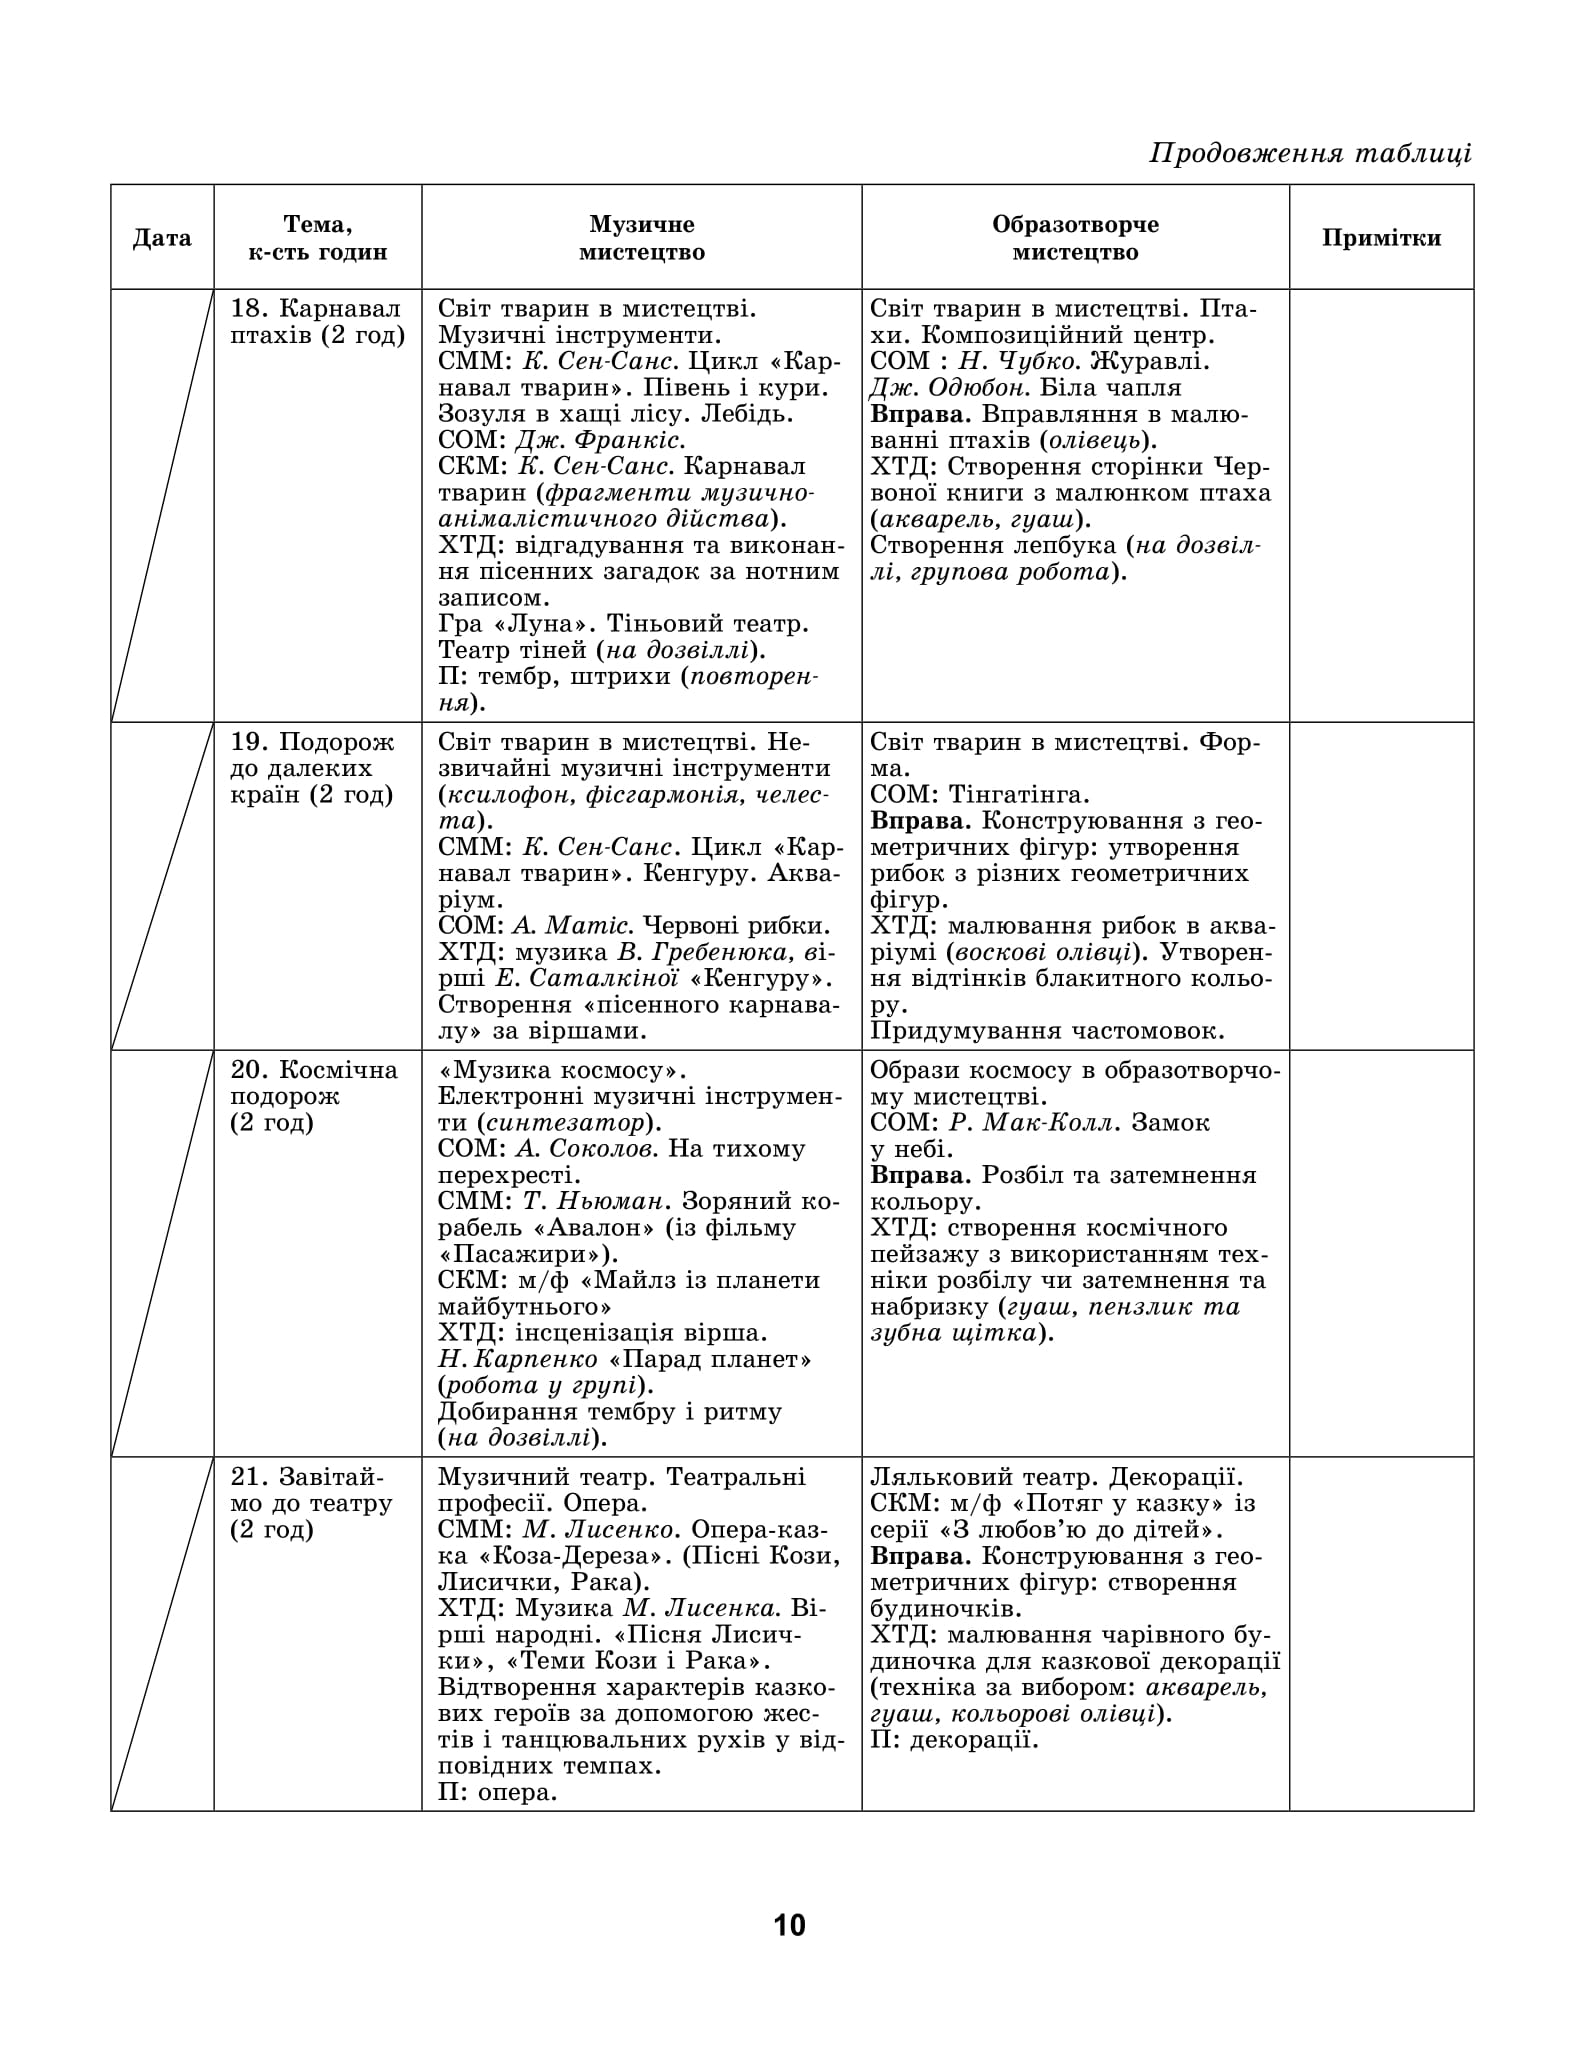 Продовження таблиці
Дата
Тема,
к-сть годин
Музичне
мистецтво
Образотворче
мистецтво
Примітки
18. Карнавал
птахів (2 год)
Світ тварин в мистецтві.
Музичні інструменти.
СММ: К. Сен-Санс. Цикл «Кар-
навал тварин». Півень і кури.
Зозуля в хащі лісу. Лебідь.
СОМ: Дж. Франкіс.
СКМ: К. Сен-Санс. Карнавал
тварин (фрагменти музично-
анімалістичного дійства).
ХТД: відгадування та виконан-
ня пісенних загадок за нотним
записом.
Гра «Луна». Тіньовий театр.
Театр тіней (на дозвіллі).
П: тембр, штрихи (повторен-
ня).
Світ тварин в мистецтві. Пта-
хи. Композиційний центр.
СОМ : Н. Чубко. Журавлі.
Дж. Одюбон. Біла чапля
Вправа. Вправляння в малю-
ванні птахів (олівець).
ХТД: Створення сторінки Чер-
воної книги з малюнком птаха
(акварель, гуаш).
Створення лепбука (на дозвіл-
лі, групова робота).
19. Подорож
до далеких
країн (2 год)
Світ тварин в мистецтві. Не-
звичайні музичні інструменти
(ксилофон, фісгармонія, челес-
та).
СММ: К. Сен-Санс. Цикл «Кар-
навал тварин». Кенгуру. Аква-
ріум.
СОМ: А. Матіс. Червоні рибки.
ХТД: музика В. Гребенюка, ві-
рші Е. Саталкіної «Кенгуру».
Створення «пісенного карнава-
лу» за віршами.
Світ тварин в мистецтві. Фор-
ма.
СОМ: Тінгатінга.
Вправа. Конструювання з гео-
метричних фігур: утворення
рибок з різних геометричних
фігур.
ХТД: малювання рибок в аква-
ріумі (воскові олівці). Утворен-
ня відтінків блакитного кольо-
ру.
Придумування частомовок.
20. Космічна
подорож
(2 год)
«Музика космосу».
Електронні музичні інструмен-
ти (синтезатор).
СОМ: А. Соколов. На тихому
перехресті.
СММ: Т. Ньюман. Зоряний ко-
рабель «Авалон» (із фільму
«Пасажири»).
СКМ: м/ф «Майлз із планети
майбутнього»
ХТД: інсценізація вірша.
Н. Карпенко «Парад планет»
(робота у групі).
Добирання тембру і ритму
(на дозвіллі).
Образи космосу в образотворчо-
му мистецтві.
СОМ: Р. Мак-Колл. Замок
у небі.
Вправа. Розбіл та затемнення
кольору.
ХТД: створення космічного
пейзажу з використанням тех-
ніки розбілу чи затемнення та
набризку (гуаш, пензлик та
зубна щітка).
21. Завітай-
мо до театру
(2 год)
Музичний театр. Театральні
професії. Опера.
СММ: М. Лисенко. Опера-каз-
ка «Коза-Дереза». (Пісні Кози,
Лисички, Рака).
ХТД: Музика М. Лисенка. Ві-
рші народні. «Пісня Лисич-
ки», «Теми Кози і Рака».
Відтворення характерів казко-
вих героїв за допомогою жес-
тів і танцювальних рухів у від-
повідних темпах.
П: опера.
Ляльковий театр. Декорації.
СКМ: м/ф «Потяг у казку» із
серії «З любов’ю до дітей».
Вправа. Конструювання з гео-
метричних фігур: створення
будиночків.
ХТД: малювання чарівного бу-
диночка для казкової декорації
(техніка за вибором: акварель,
гуаш, кольорові олівці).
П: декорації.
10